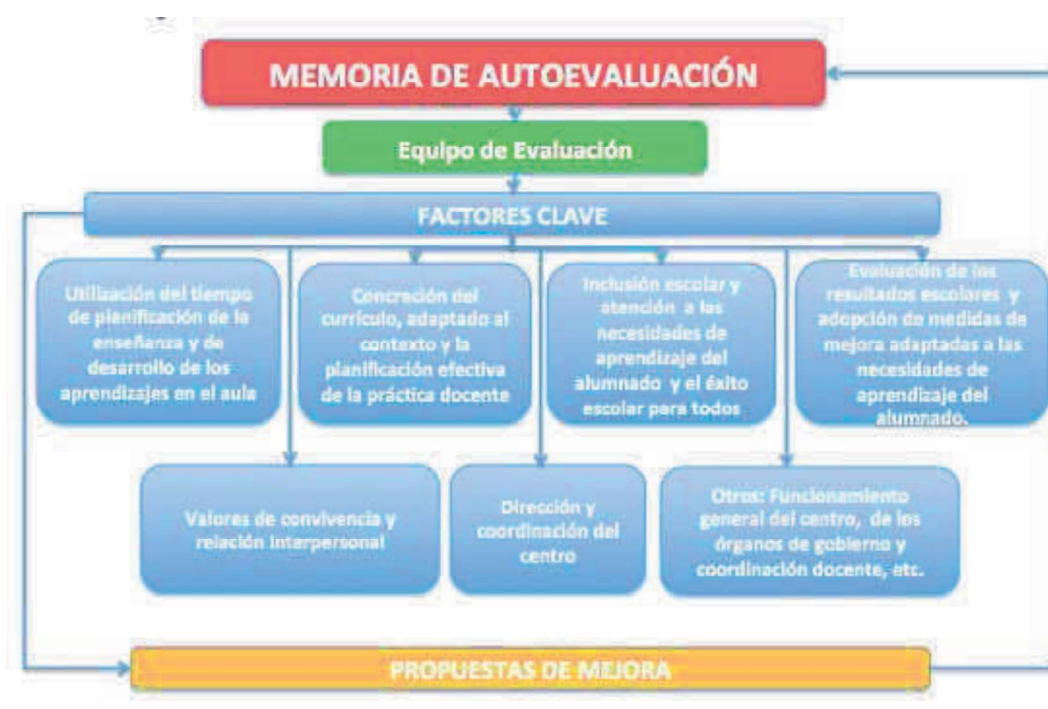 MEMORIA DE AUTOEVALUACIÓN
Equipo de Evaluación
FACTORES CLAVE
Utilización del tiempo
de planificación de la
enseñanza y de
desarrollo de los
aprendizajes en el aula
Concreción del
currículo, adaptado al
contexto y la
planificación efectiva
de la práctica docente
Inclusión escolar y
atención a las
necesidades de
aprendizaje del
alumnado y el éxito
escolar para todos
Evaluación de los
resultados escolares y
adopción de medidas de
mejora adaptadas a las
necesidades de
aprendizaje del
alumnado.
Valores de convivencia y
relación interpersonal
Dirección y
coordinación del
centro
Otros: Funcionamiento
general del centro, de los
órganos de gobierno y
coordinación docente, etc.
PROPUESTAS DE MEJORA